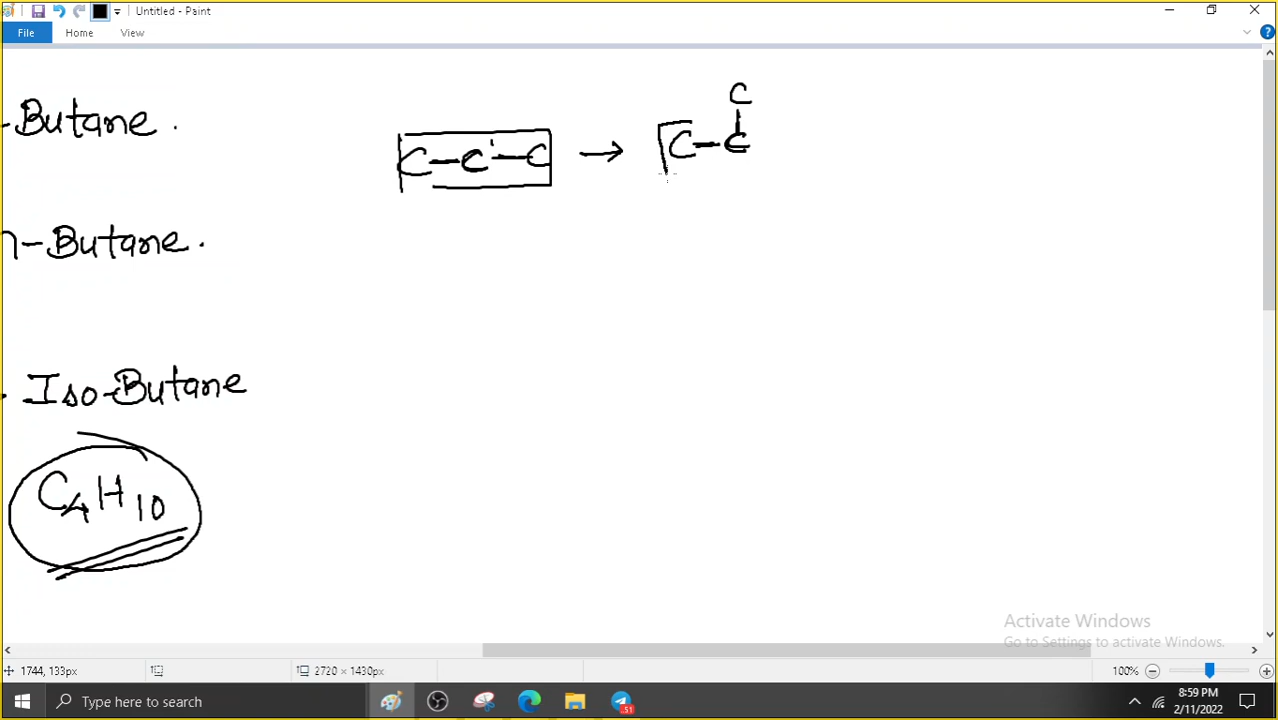 Untitled - Paint
File Home View
-Butane.
C
C-C'-C → C-C
n-Butane.
. Iso-Butane
C4H10
Activate Windows
Go to Settings to activate Windows.
1744, 133px
2720 × 1430px
100%
Type here to search
51
8:59 PM
2/11/2022